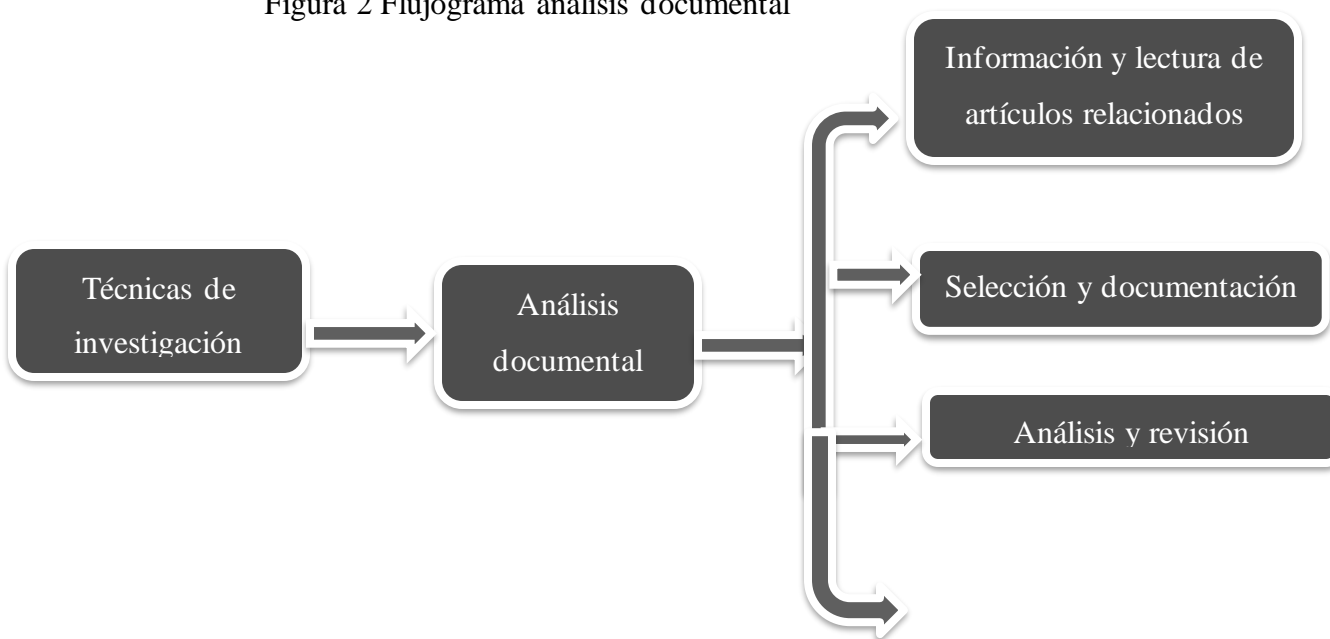 Figura 2 Flujograma análisis documental
Información y lectura de
artículos relacionados
Técnicas de
investigación
Análisis
documental
Selección y documentación
Análisis y revisión